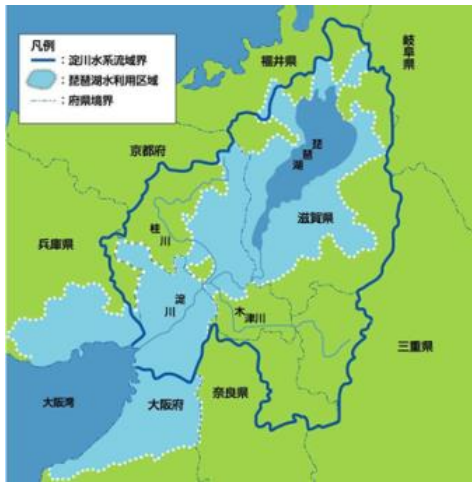 凡例
：淀川水系流域界
：琵琶湖水利用区域
：府県境界
福井県
岐阜県
京都府
琵琶湖
滋賀県
兵庫県
桂川
淀川
木津川
三重県
大阪湾
大阪府
奈良県